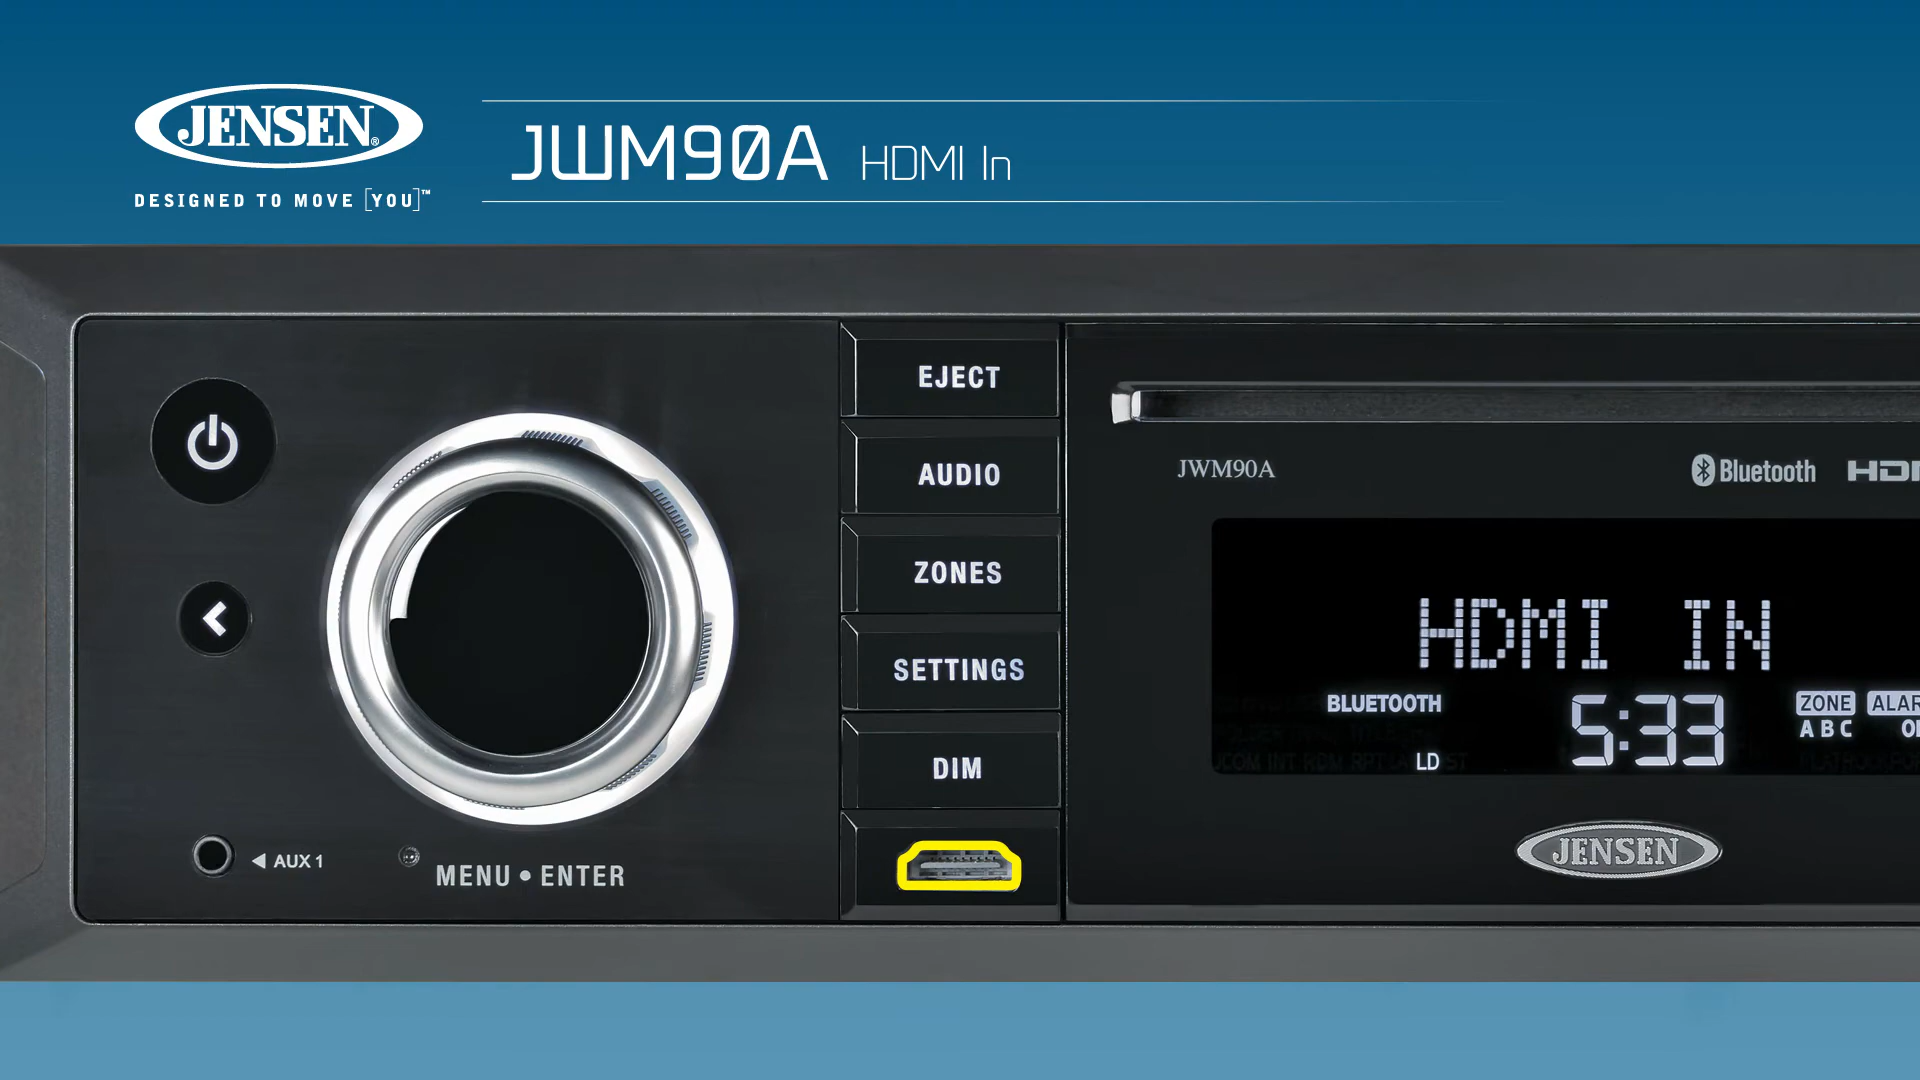 JENSEN®
DESIGNED TO MOVE [YOU]™
JWM90A HDMI In
EJECT
AUDIO
ZONES
SETTINGS
DIM
AUX 1
MENU • ENTER
JWM90A
Bluetooth
HDMI IN
BLUETOOTH
5:33
ZONE
A B C
LD
JENSEN